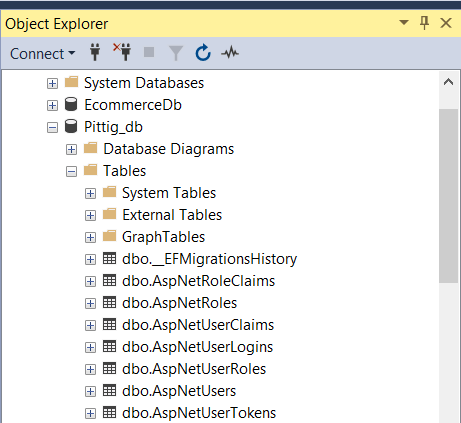 Object Explorer
Connect
System Databases
EcommerceDb
Pittig_db
Database Diagrams
Tables
System Tables
External Tables
GraphTables
dbo.__EFMigrationsHistory
dbo.AspNetRoleClaims
dbo.AspNetRoles
dbo.AspNetUserClaims
dbo.AspNetUserLogins
dbo.AspNetUserRoles
dbo.AspNetUsers
dbo.AspNetUserTokens